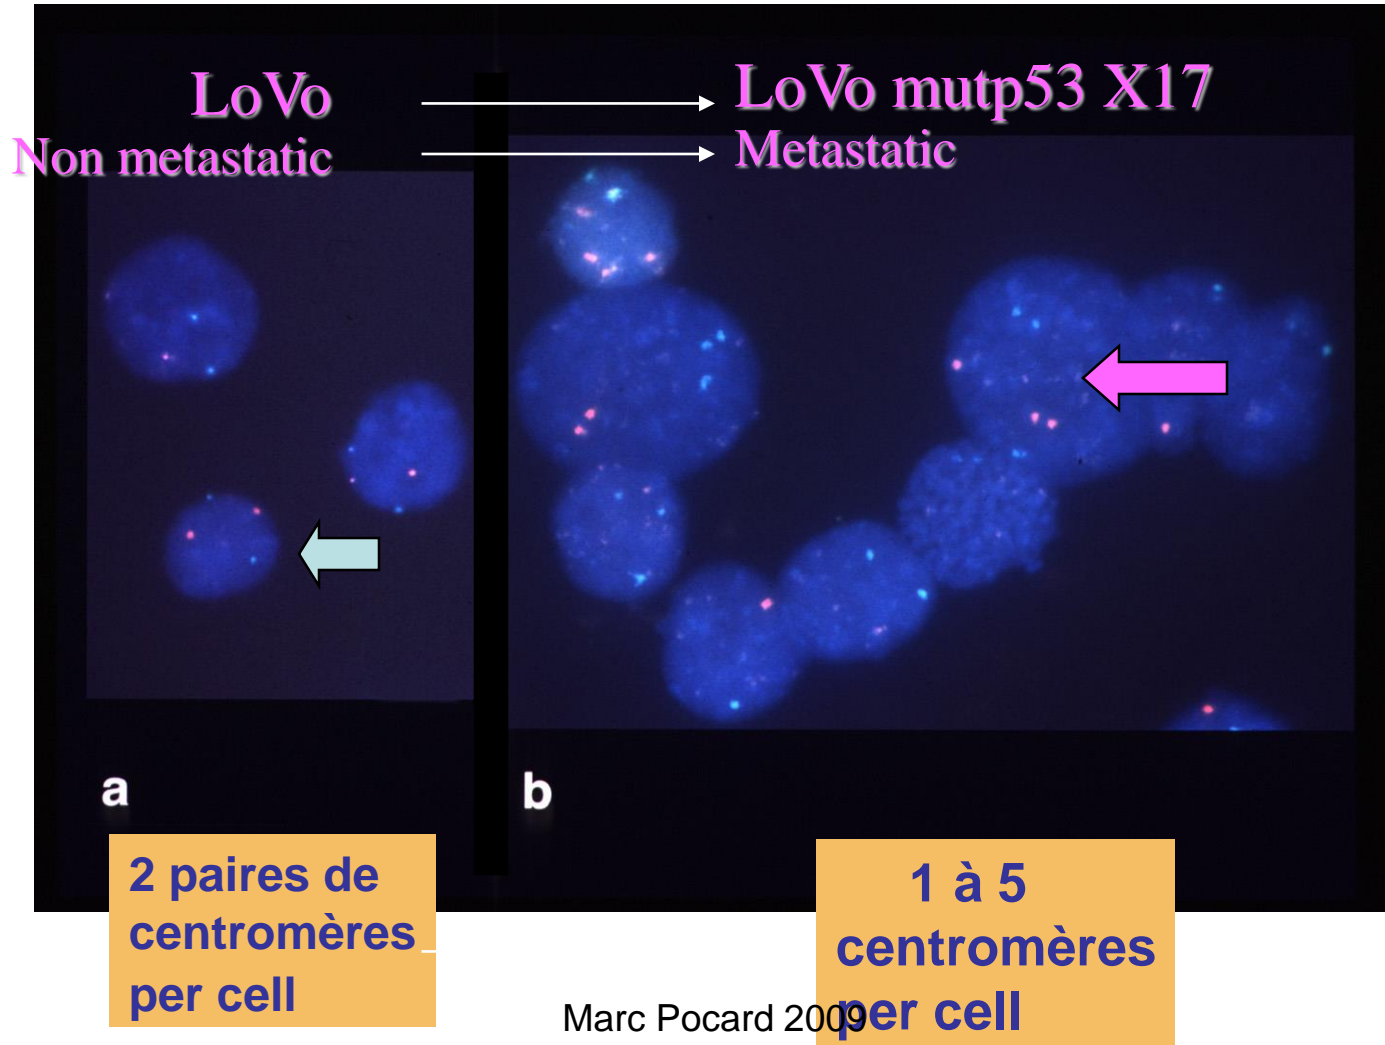 LoVo
LoVo mutp53 X17
Non metastatic
Metastatic
a
b
2 paires de
centromères
per cell
1 à 5
centromères
per cell
Marc Pocard 2009